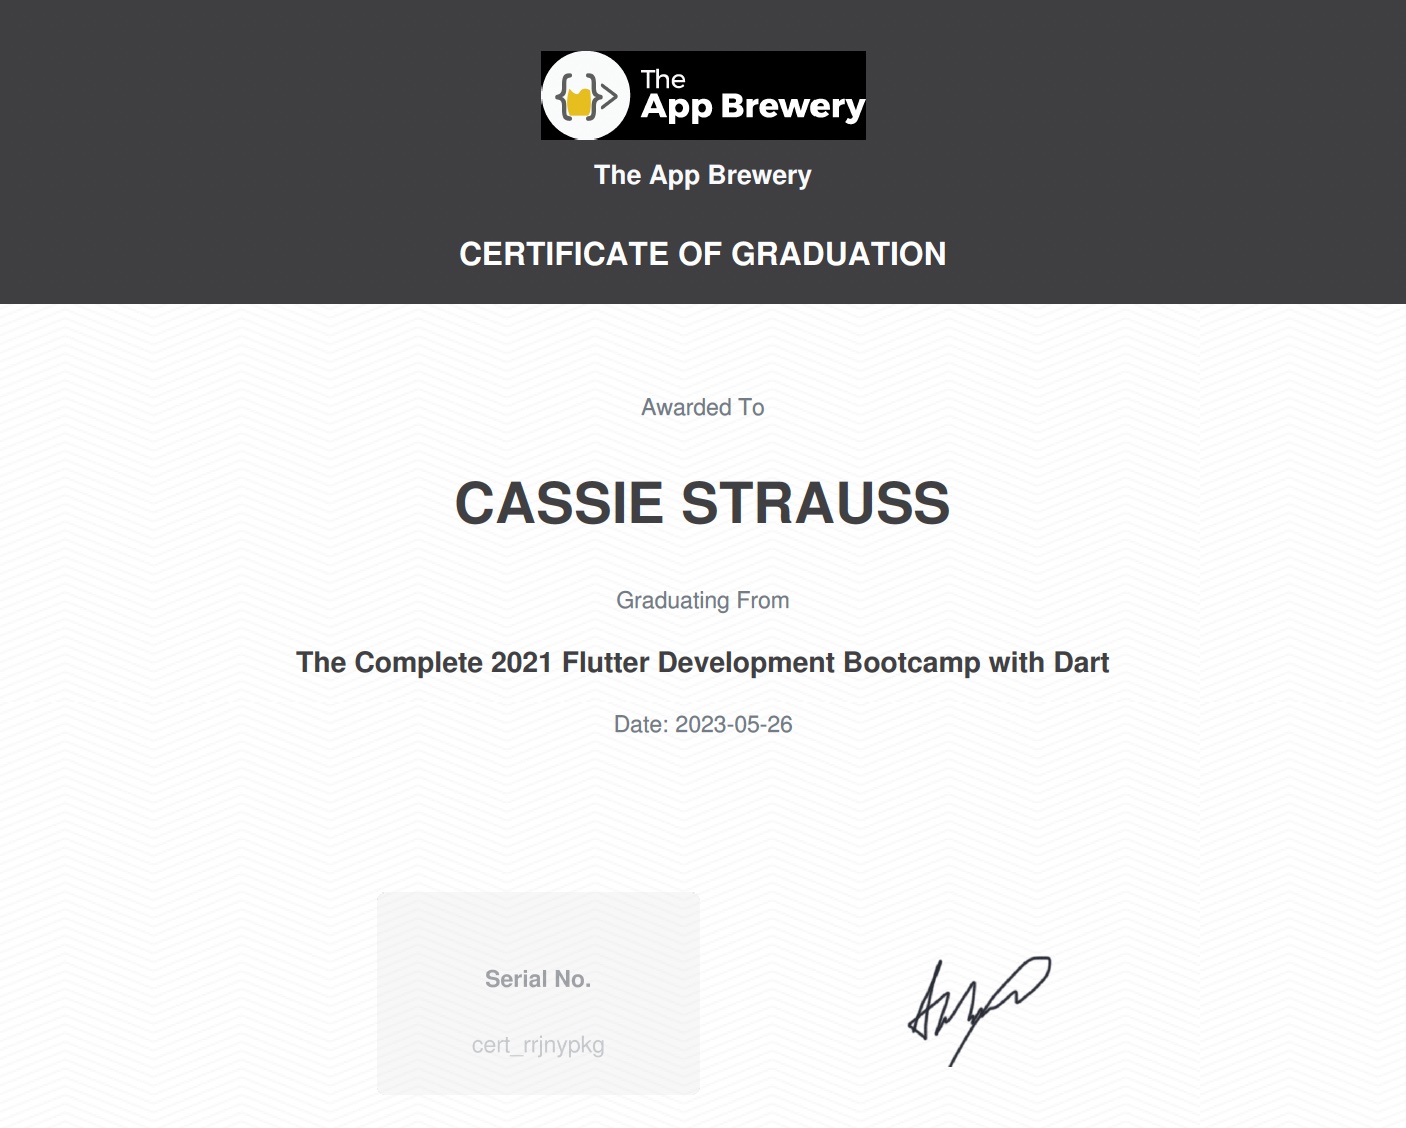 The
App Brewery
The App Brewery
CERTIFICATE OF GRADUATION
Awarded To
CASSIE STRAUSS
Graduating From
The Complete 2021 Flutter Development Bootcamp with Dart
Date: 2023-05-26
Serial No.
cert_rrjnypkg